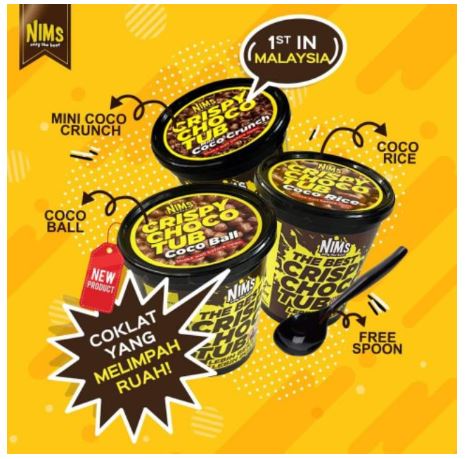 NIMS
only the best
1ST IN
MALAYSIA
MINI COCO
CRUNCH
NIMS
CRISPY
CHOCO
TUB
Coco Crunch
COCO
RICE
NIMS
CRISPY
CHOCO
TUB
Coco Rice
COCO
BALL
NIMS
CRISPY
CHOCO
TUB
Coco Ball
NEW
PRODUCT
NIMS
THE BEST
CRISPY
CHOCO
TUB
NIMS
THE BEST
CRISP
CHOC
TUB
COKLAT
YANG
MELIMPAH
RUAH!
FREE
SPOON